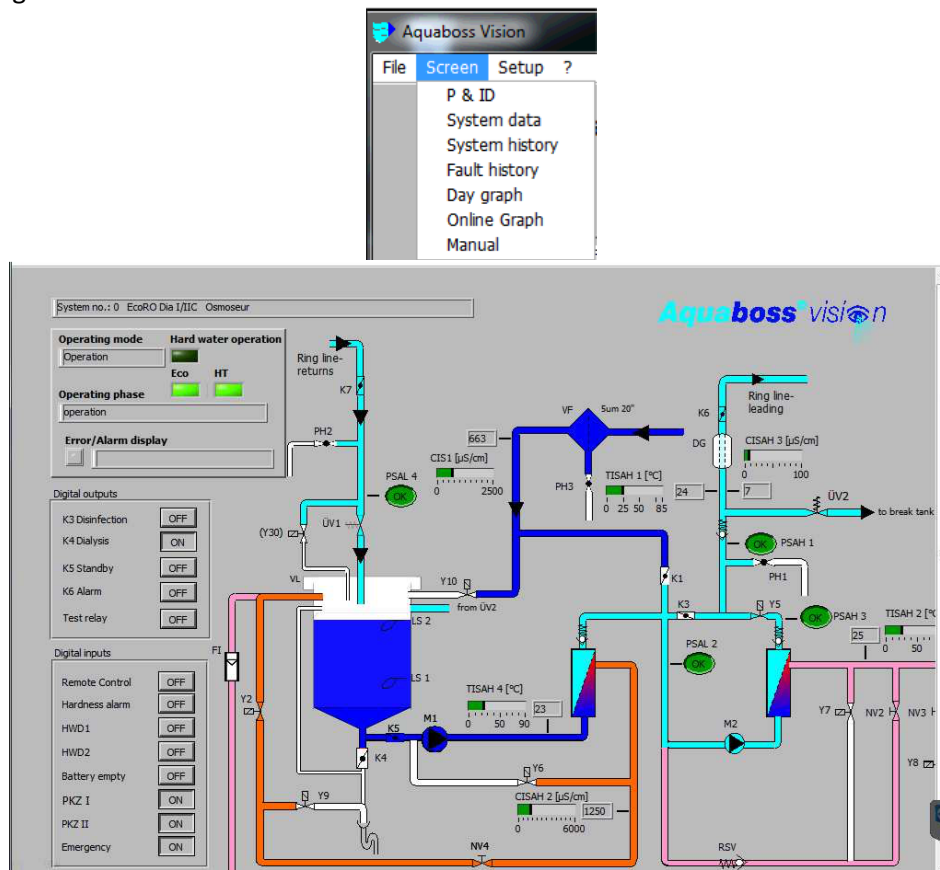 Aquaboss Vision
File Screen Setup ?
P & ID
System data
System history
Fault history
Day graph
Online Graph
Manual
System no.: 0 EcoRO Dia I/IIC Osmoseur
Aquaboss® vision
Operating mode Hard water operation
Operation
Eco HT
Operating phase
operation
Error/Alarm display
Ring line-
returns
K7
PH2
PSAL 4
OK
(Y30)
ÜV1
VL
663
CIS1 [µS/cm]
0 2500
VF
5um 20"
PH3
TISAH 1 [°C]
0 25 50 85
K6
DG
Ring line-
leading
CISAH 3 [µS/cm]
0 100
24
7
ÜV2
to break tank
OK
PSAH 1
PH1
Digital outputs
K3 Disinfection OFF
K4 Dialysis ON
K5 Standby OFF
K6 Alarm OFF
Test relay OFF
Y10
from ÜV2
K1
K3
Y5
OK
PSAH 3
TISAH 2 [°C
25
0 50
PSAL 2
OK
LS 2
LS 1
FI
Digital inputs
Remote Control OFF
Hardness alarm OFF
HWD1 OFF
HWD2 OFF
Battery empty OFF
PKZ I ON
PKZ II ON
Emergency ON
Y2
TISAH 4 [°C]
0 50 90
23
K5
M1
K4
M2
Y7
NV2
NV3
Y8
Y6
Y9
CISAH 2 [µS/cm]
1250
0 6000
NV4
RSV